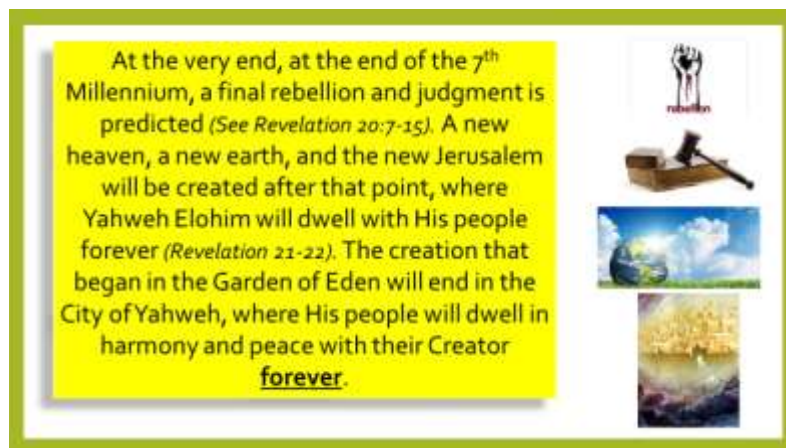 At the very end, at the end of the 7th
Millennium, a final rebellion and judgment is
predicted (See Revelation 20:7-15). A new
heaven, a new earth, and the new Jerusalem
will be created after that point, where
Yahweh Elohim will dwell with His people
forever (Revelation 21-22). The creation that
began in the Garden of Eden will end in the
City of Yahweh, where His people will dwell in
harmony and peace with their Creator
forever.
rebellion